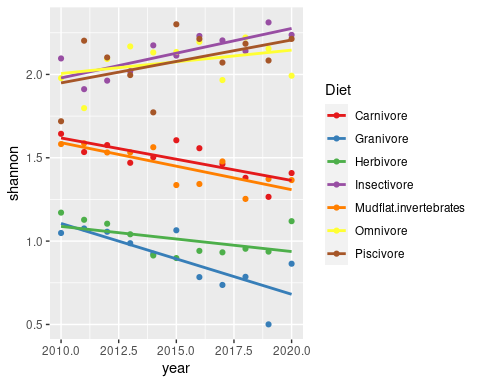 shannon
2.0
1.5
1.0
0.5
2010.0 2012.5 2015.0 2017.5 2020.0
year
Diet
Carnivore
Granivore
Herbivore
Insectivore
Mudflat.invertebrates
Omnivore
Piscivore